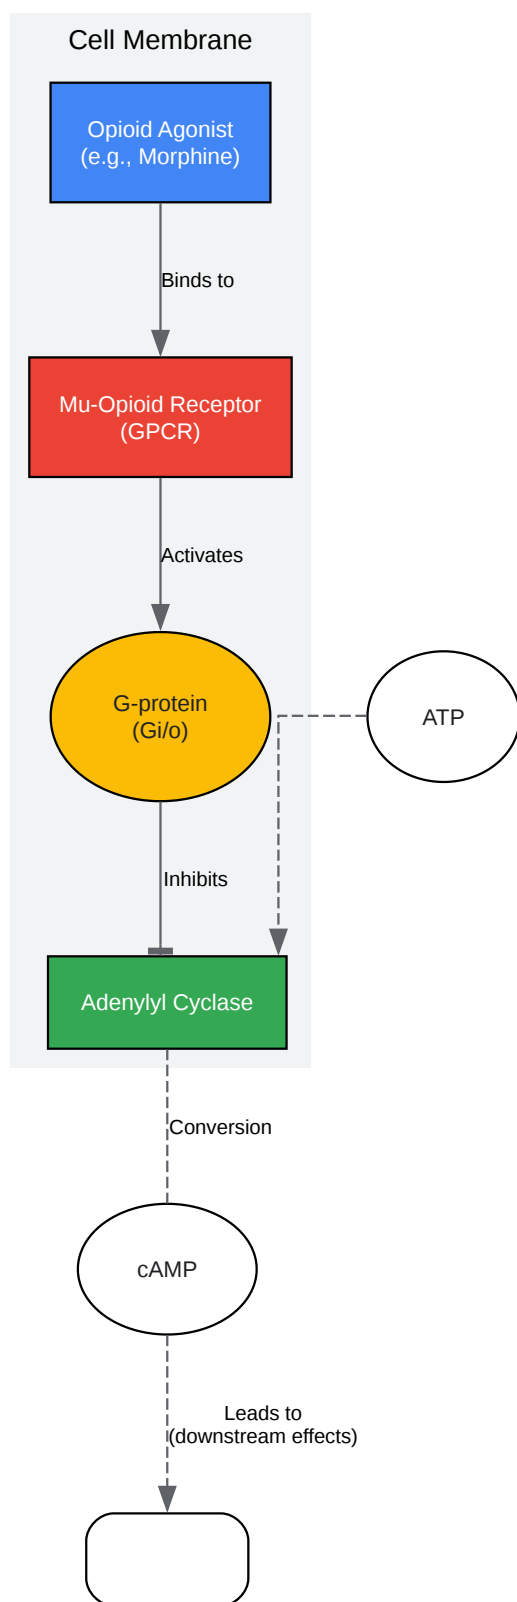 Cell Membrane
Opioid Agonist
(e.g., Morphine)
Binds to
Mu-Opioid Receptor
(GPCR)
Activates
G-protein
(Gi/o)
ATP
Inhibits
Adenylyl Cyclase
Conversion
cAMP
Leads to
(downstream effects)